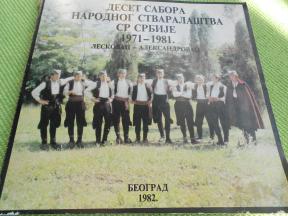 ДЕСЕТ САБОРА
НАРОДНОГ СТВАРАЛАШТВА
СР СРБИЈЕ
1971-1981.
ЛЕСКОВАЦ - АЛЕКСАНДРОВАЦ
БЕОГРАД
1982.